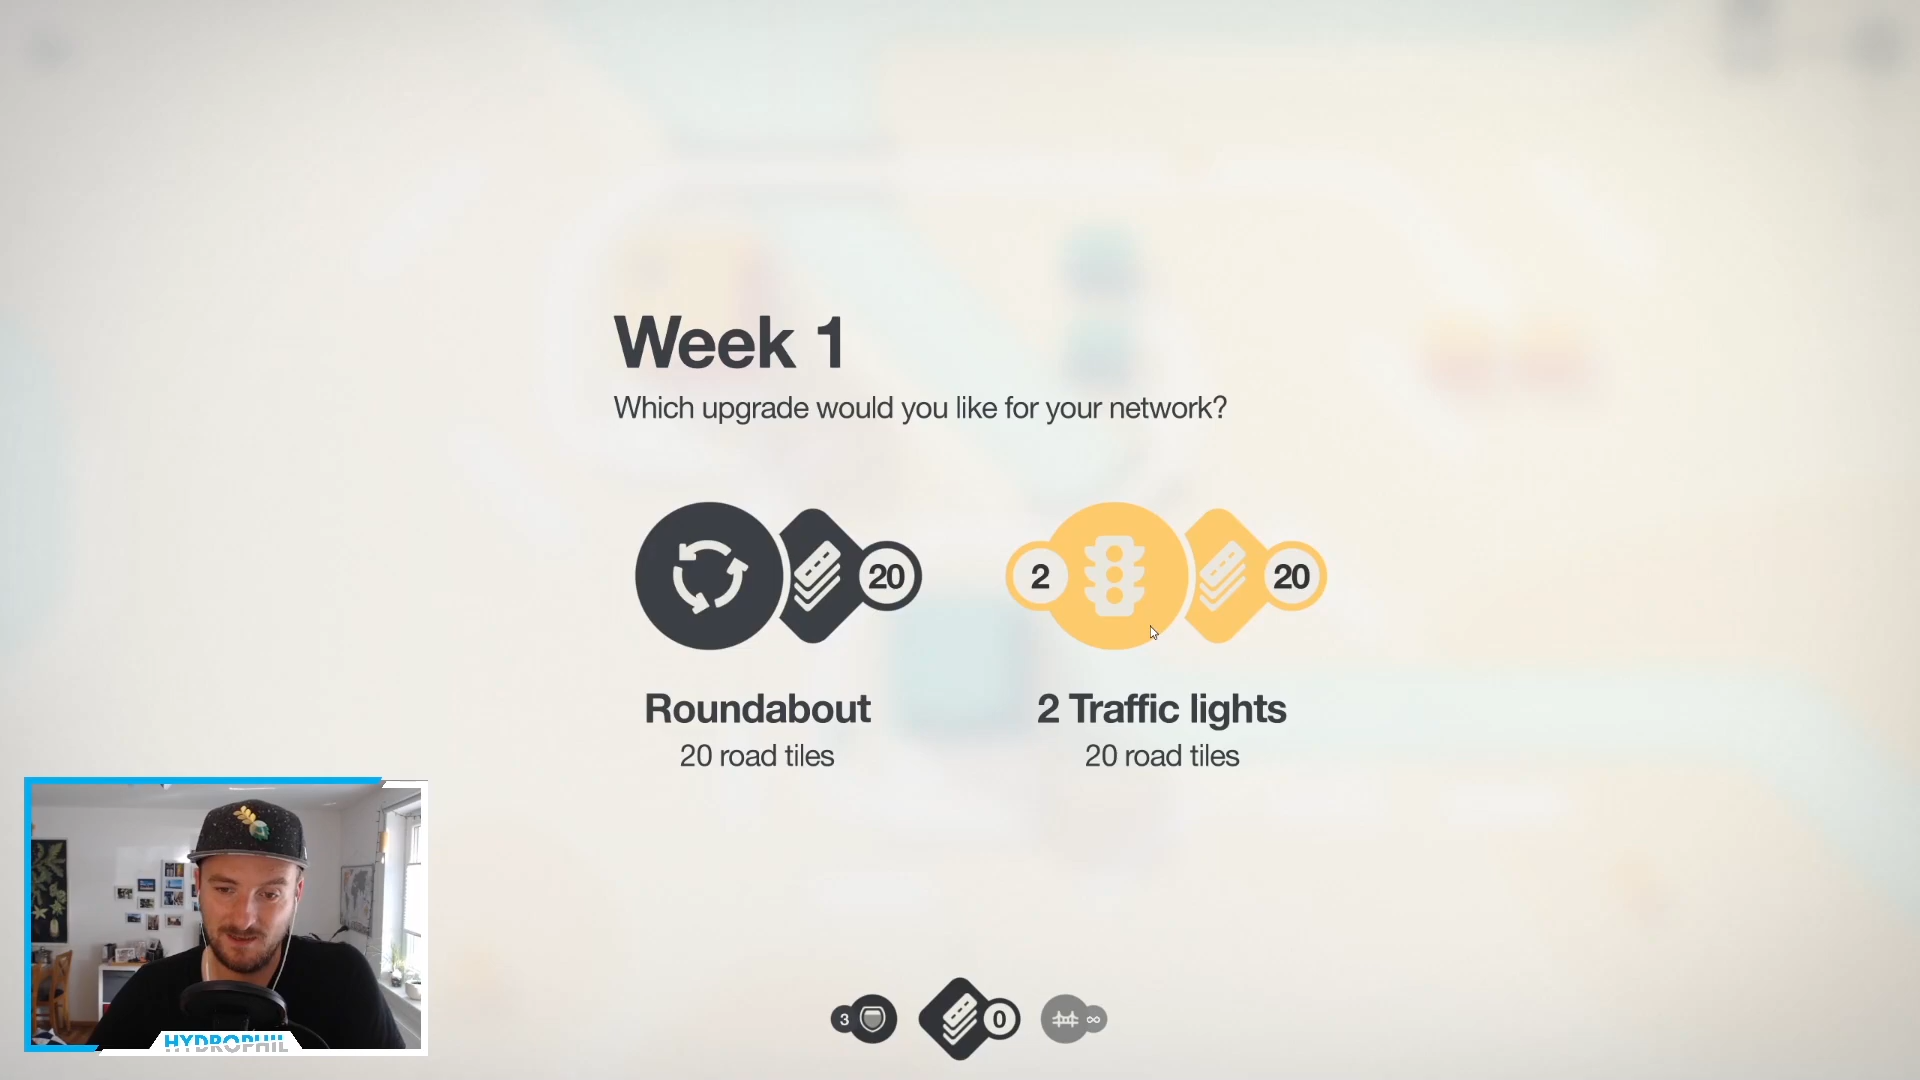 Week 1
Which upgrade would you like for your network?
20
2
20
Roundabout
2 Traffic lights
20 road tiles
20 road tiles
3
0
∞
HYDROPHIL